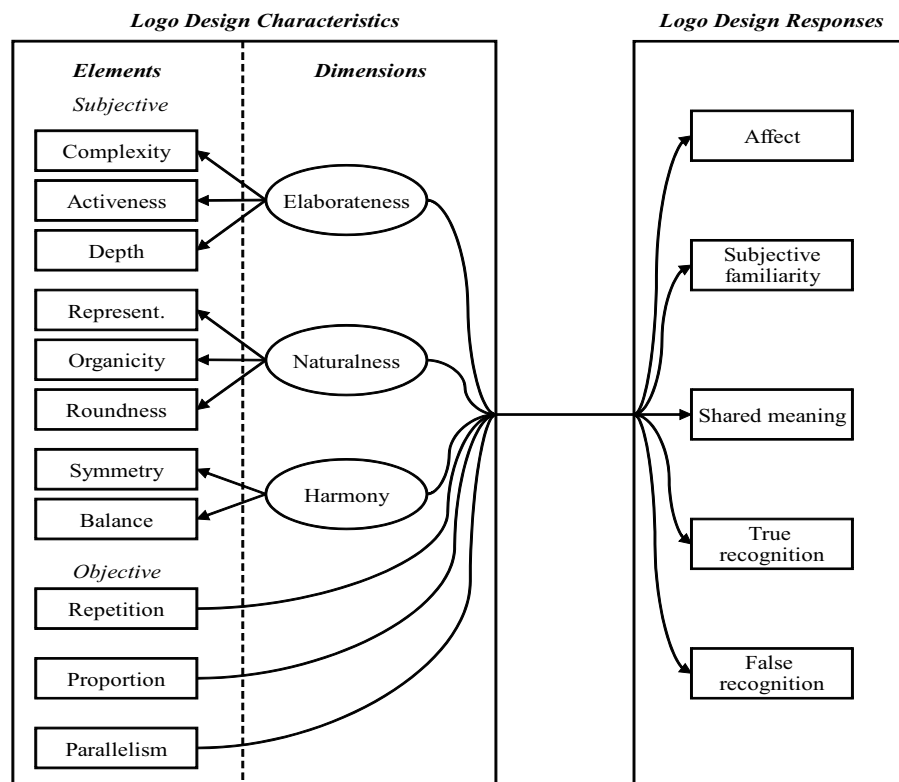 Logo Design Characteristics
Elements
Dimensions
Subjective
Complexity
Activeness
Depth
Elaborateness
Represent.
Organicity
Roundness
Naturalness
Symmetry
Balance
Harmony
Objective
Repetition
Proportion
Parallelism
Logo Design Responses
Affect
Subjective
familiarity
Shared meaning
True
recognition
False
recognition